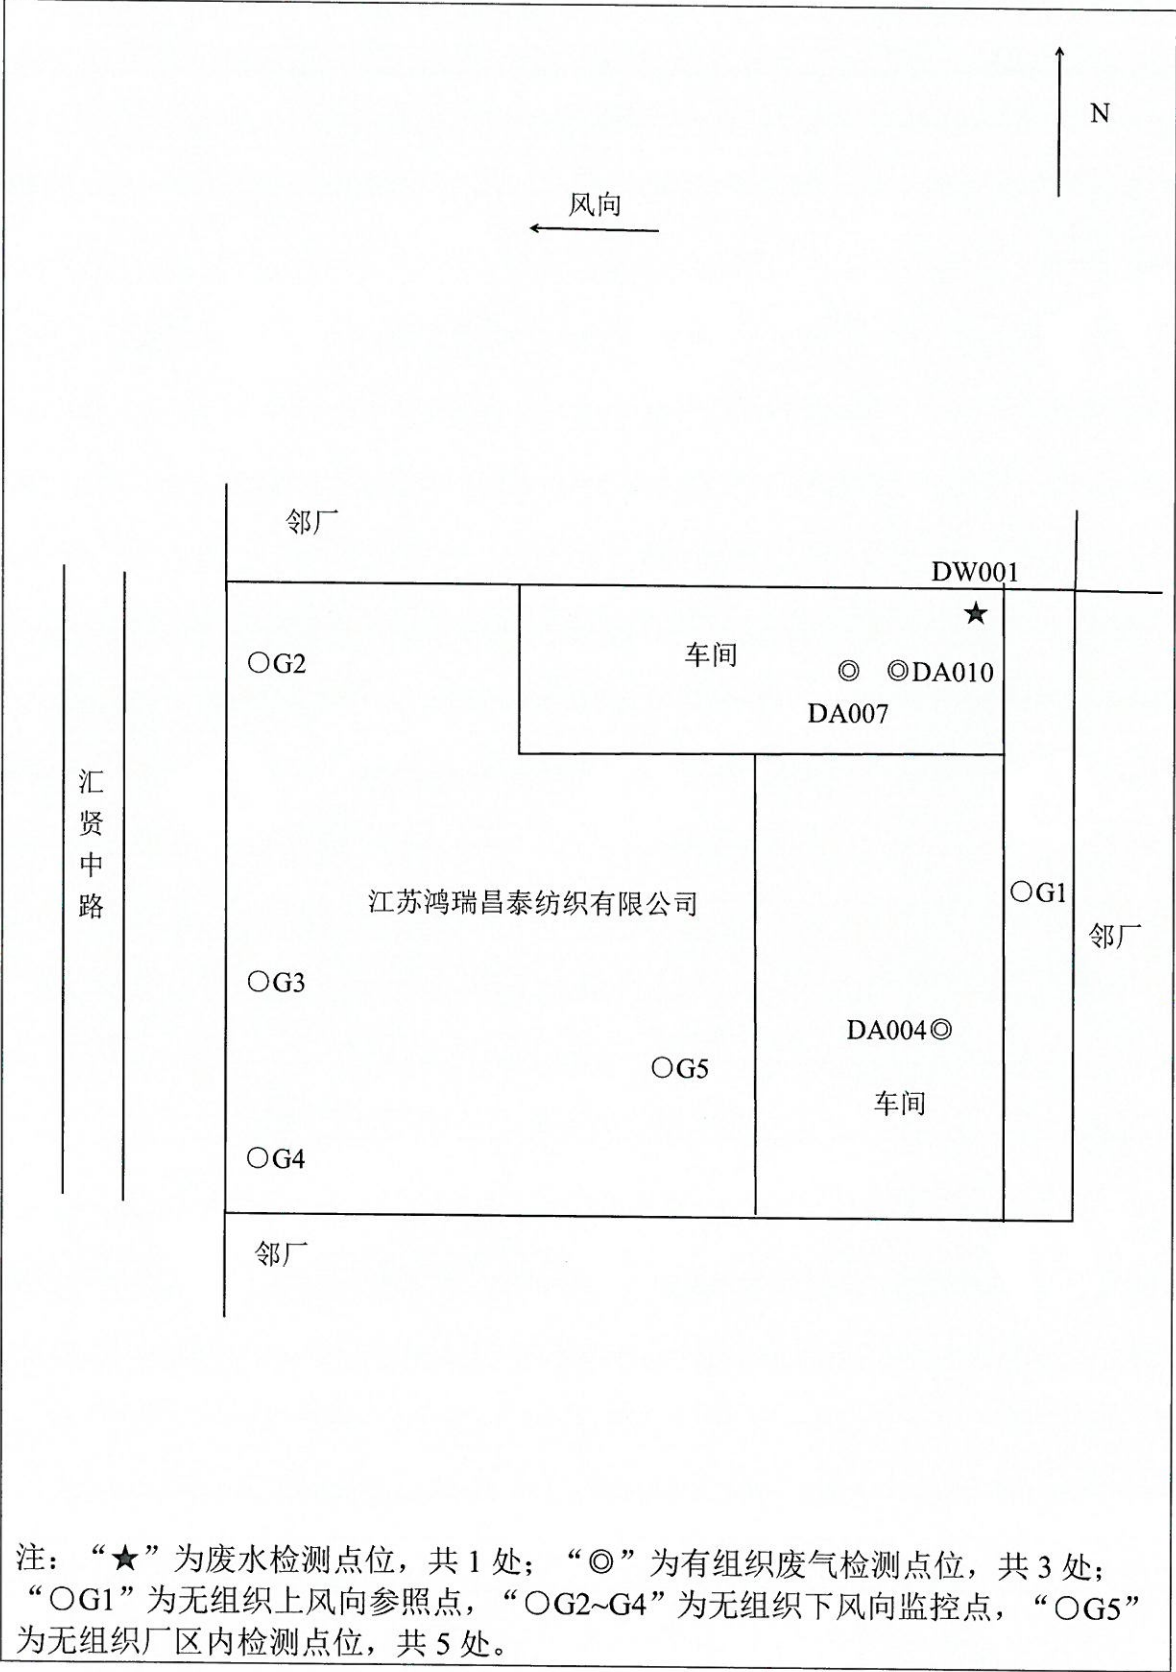 N
风向
邻厂
DW001
★
车间
○G2
◎ ◎DA010
DA007
汇贤中路
江苏鸿瑞昌泰纺织有限公司
○G1
邻厂
○G3
DA004◎
○G5
车间
○G4
邻厂
注：“★”为废水检测点位，共 1 处；“◎”为有组织废气检测点位，共 3 处；
“○G1”为无组织上风向参照点，“○G2~G4”为无组织下风向监控点，“○G5”
为无组织厂区内检测点位，共 5 处。